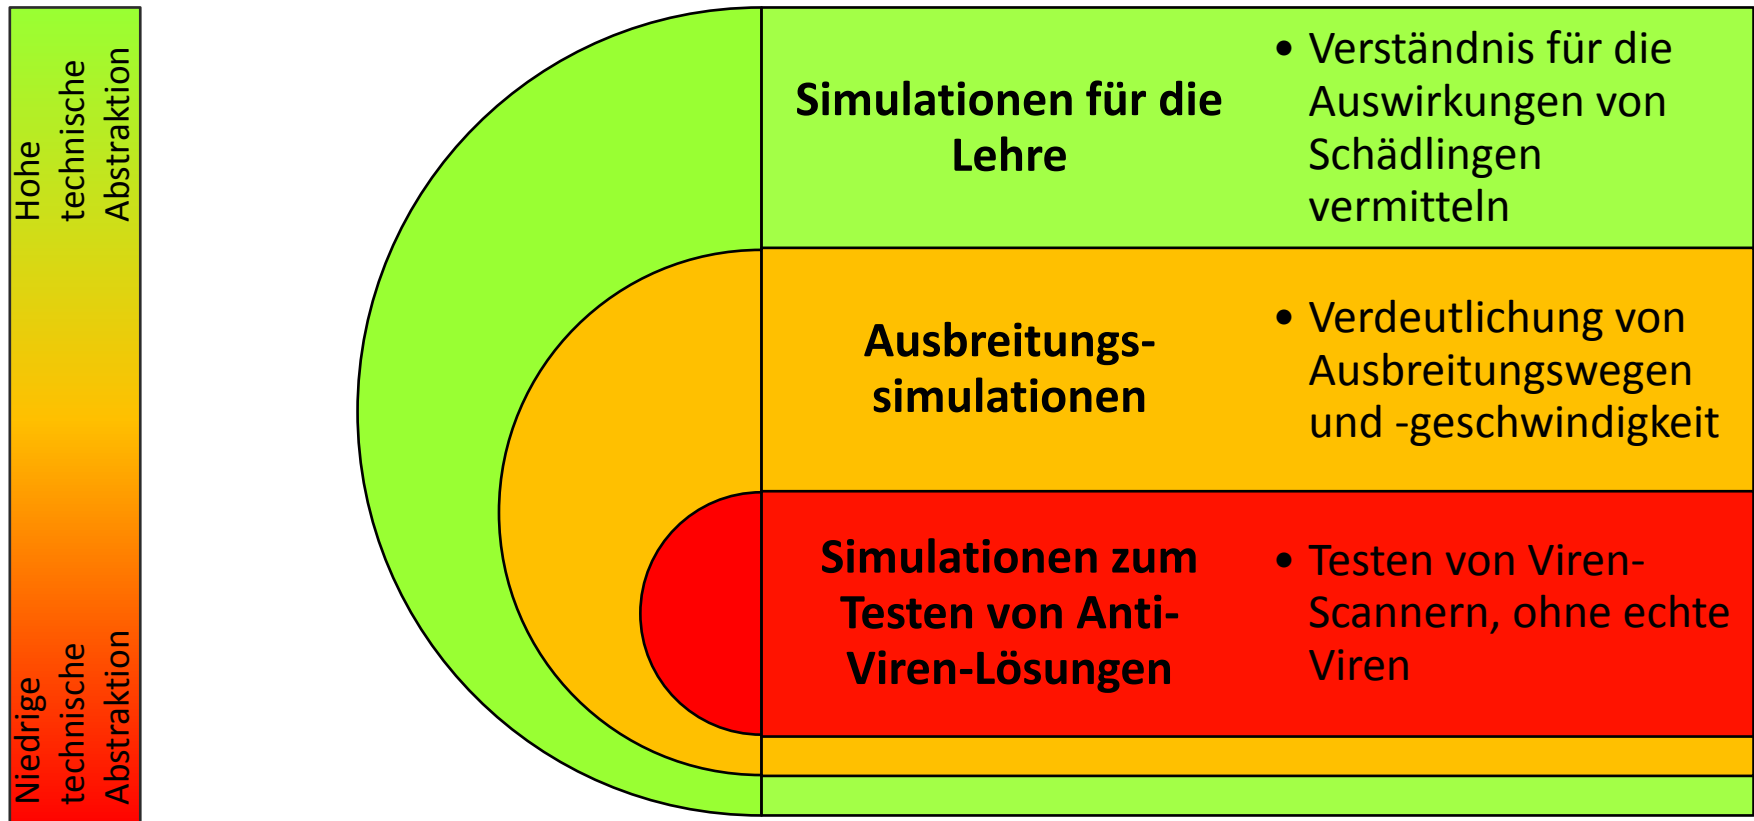 Hohe
technische
Abstraktion
Niedrige
technische
Abstraktion
Simulationen für die
Lehre
• Verständnis für die
Auswirkungen von
Schädlingen
vermitteln
Ausbreitungs-
simulationen
• Verdeutlichung von
Ausbreitungswegen
und -geschwindigkeit
Simulationen zum
Testen von Anti-
Viren-Lösungen
• Testen von Viren-
Scannern, ohne echte
Viren